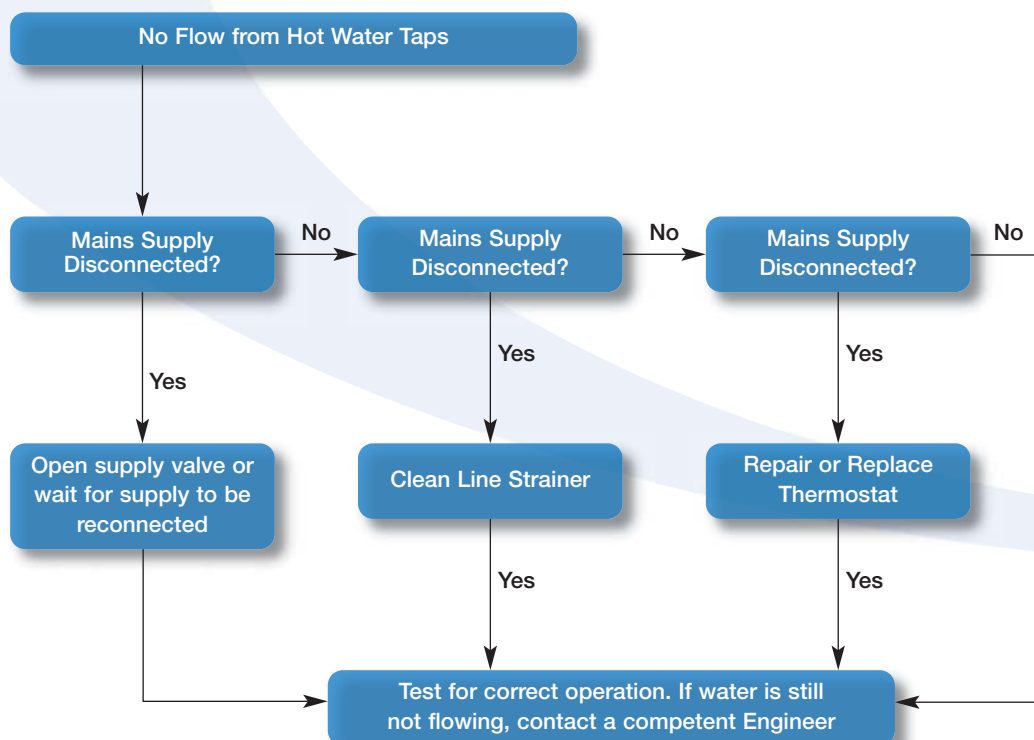 No Flow from Hot Water Taps
Mains Supply
Disconnected?
No
Mains Supply
Disconnected?
No
Mains Supply
Disconnected?
No
Yes
Yes
Yes
Open supply valve or
wait for supply to be
reconnected
Clean Line Strainer
Repair or Replace
Thermostat
Yes
Yes
Test for correct operation. If water is still
not flowing, contact a competent Engineer